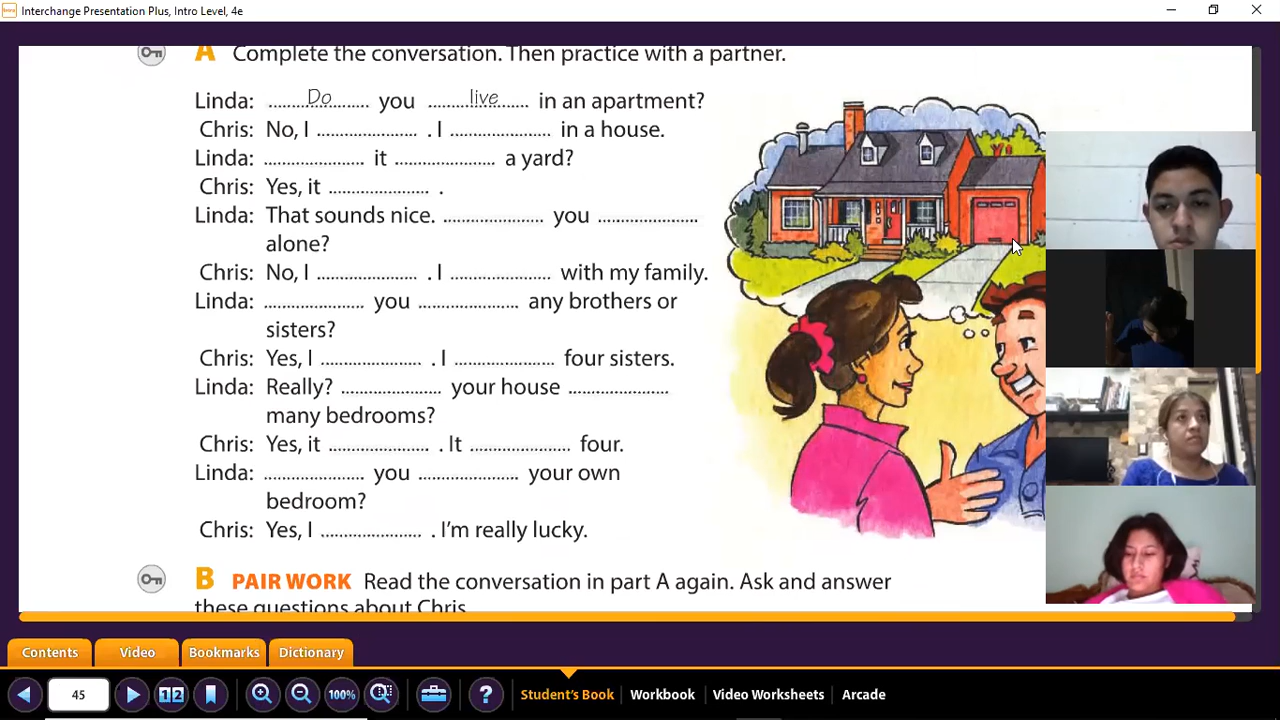 Interchange Presentation Plus, Intro Level, 4e
A Complete the conversation. Then practice with a partner.
Linda: ........Do........ you ........live........ in an apartment?
Chris: No, I .................... . I .................... in a house.
Linda: .................... it .................... a yard?
Chris: Yes, it .................... .
Linda: That sounds nice. .................... you ....................
alone?
Chris: No, I .................... . I .................... with my family.
Linda: .................... you .................... any brothers or
sisters?
Chris: Yes, I .................... . I .................... four sisters.
Linda: Really? .................... your house ....................
many bedrooms?
Chris: Yes, it .................... . It .................... four.
Linda: .................... you .................... your own
bedroom?
Chris: Yes, I .................... . I'm really lucky.
B PAIR WORK Read the conversation in part A again. Ask and answer
these questions about Chris.
Contents Video Bookmarks Dictionary
45 1 2 100% ? Student's Book Workbook Video Worksheets Arcade